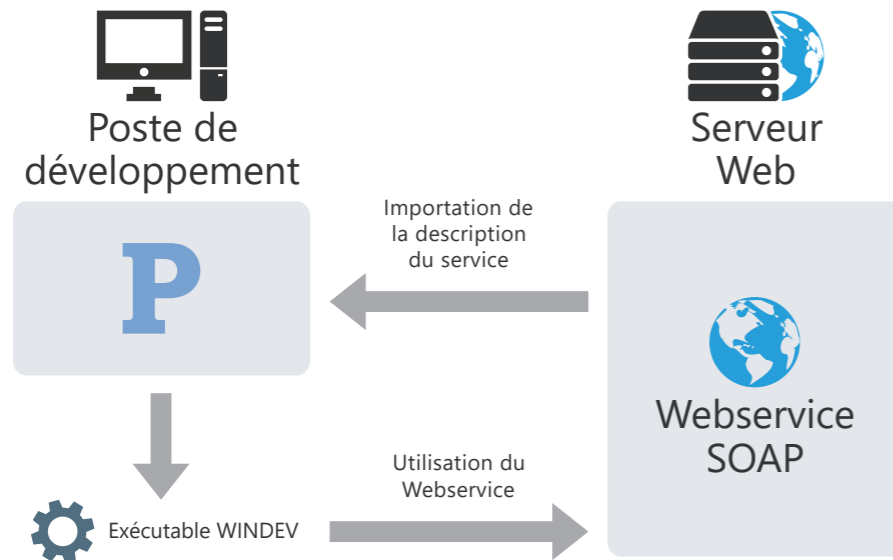 Poste de
développement
Serveur
Web
Importation de
la description
du service
P
Webservice
SOAP
Utilisation du
Webservice
Exécutable WINDEV